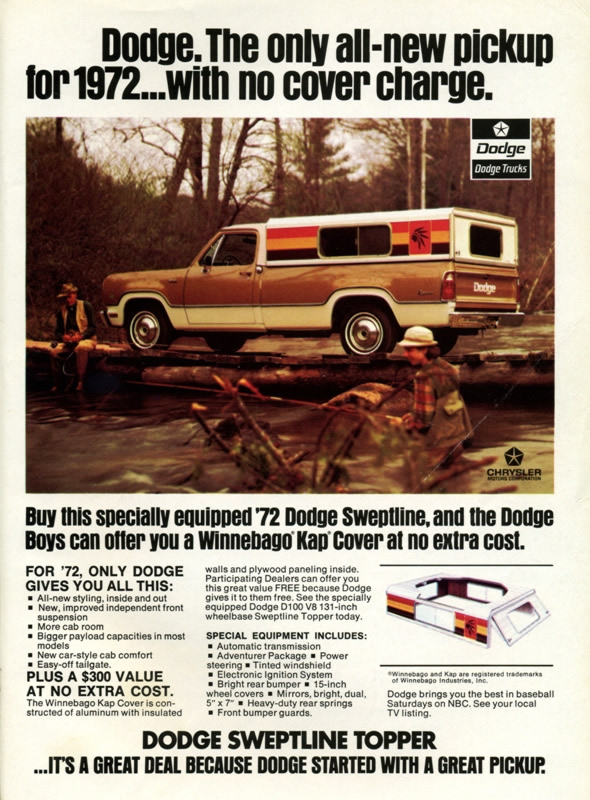 Dodge. The only all-new pickup
for 1972...with no cover charge.
Dodge
Dodge Trucks
Dodge
CHRYSLER
MOTORS CORPORATION
Buy this specially equipped '72 Dodge Sweptline, and the Dodge
Boys can offer you a Winnebago® Kap® Cover at no extra cost.
FOR '72, ONLY DODGE
GIVES YOU ALL THIS:
▪ All-new styling, inside and out
▪ New, improved independent front
suspension
▪ More cab room
▪ Bigger payload capacities in most
models
▪ New car-style cab comfort
▪ Easy-off tailgate.
PLUS A $300 VALUE
AT NO EXTRA COST.
The Winnebago Kap Cover is con-
structed of aluminum with insulated
walls and plywood paneling inside.
Participating Dealers can offer you
this great value FREE because Dodge
gives it to them free. See the specially
equipped Dodge D100 V8 131-inch
wheelbase Sweptline Topper today.
SPECIAL EQUIPMENT INCLUDES:
▪ Automatic transmission
▪ Adventurer Package ▪ Power
steering ▪ Tinted windshield
▪ Electronic Ignition System
▪ Bright rear bumper ▪ 15-inch
wheel covers ▪ Mirrors, bright, dual,
5" x 7" ▪ Heavy-duty rear springs
▪ Front bumper guards.
®Winnebago and Kap are registered trademarks
of Winnebago Industries, Inc.
Dodge brings you the best in baseball
Saturdays on NBC. See your local
TV listing.
DODGE SWEPTLINE TOPPER
...IT'S A GREAT DEAL BECAUSE DODGE STARTED WITH A GREAT PICKUP.